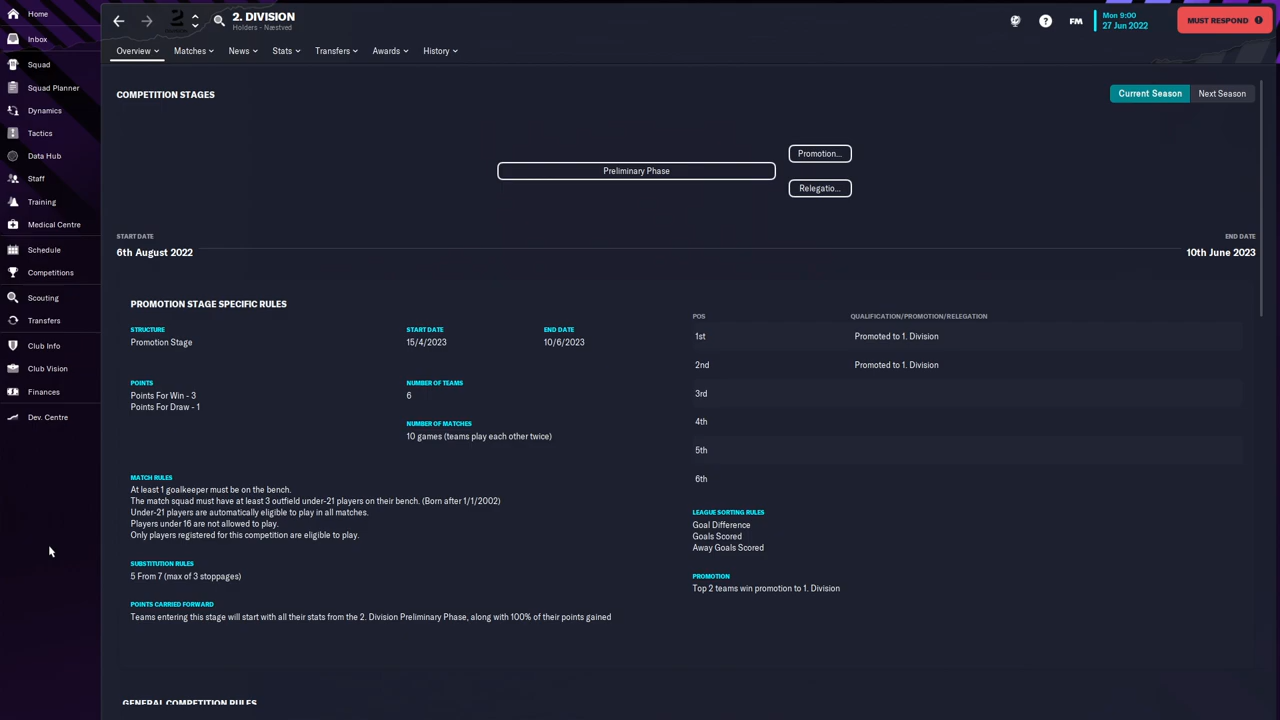 Home
2. DIVISION
Holders - Næstved
Mon 9:00
27 Jun 2022
MUST RESPOND
FM
Inbox
Overview
Matches
News
Stats
Transfers
Awards
History
Squad
Squad Planner
Dynamics
Tactics
Data Hub
Staff
Training
Medical Centre
Schedule
Competitions
Scouting
Transfers
Club Info
Club Vision
Finances
Dev. Centre
COMPETITION STAGES
Current Season
Next Season
Preliminary Phase
Promotion...
Relegatio...
START DATE
6th August 2022
END DATE
10th June 2023
PROMOTION STAGE SPECIFIC RULES
STRUCTURE
Promotion Stage
START DATE
15/4/2023
END DATE
10/6/2023
POINTS
Points For Win - 3
Points For Draw - 1
NUMBER OF TEAMS
6
NUMBER OF MATCHES
10 games (teams play each other twice)
MATCH RULES
At least 1 goalkeeper must be on the bench.
The match squad must have at least 3 outfield under-21 players on their bench. (Born after 1/1/2002)
Under-21 players are automatically eligible to play in all matches.
Players under 16 are not allowed to play.
Only players registered for this competition are eligible to play.
SUBSTITUTION RULES
5 From 7 (max of 3 stoppages)
POINTS CARRIED FORWARD
Teams entering this stage will start with all their stats from the 2. Division Preliminary Phase, along with 100% of their points gained
POS QUALIFICATION/PROMOTION/RELEGATION
1st Promoted to 1. Division
2nd Promoted to 1. Division
3rd
4th
5th
6th
LEAGUE SORTING RULES
Goal Difference
Goals Scored
Away Goals Scored
PROMOTION
Top 2 teams win promotion to 1. Division
GENERAL COMPETITION RULES